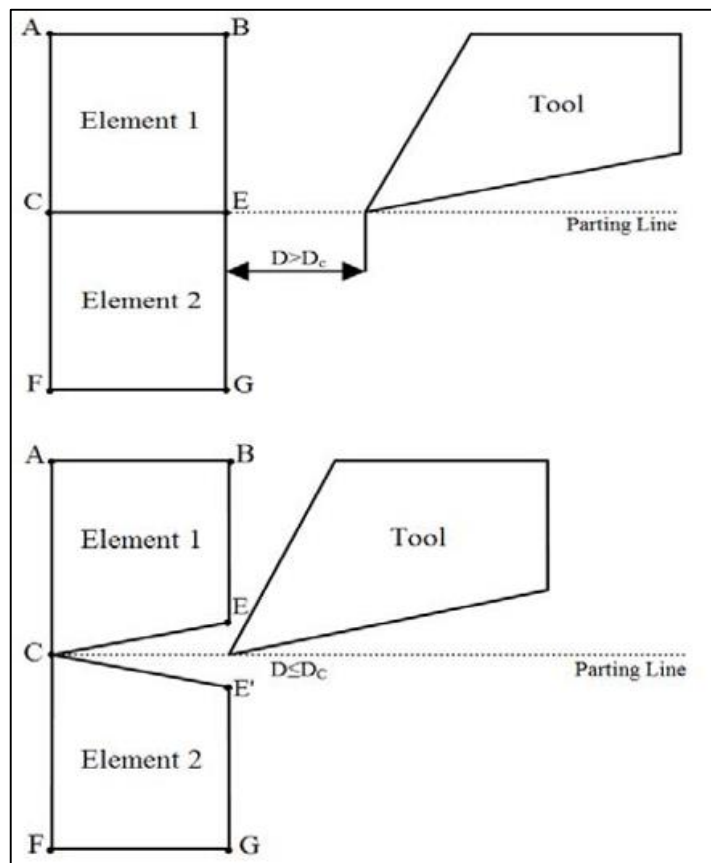 A B
Element 1 Tool
C E
Parting Line
D>Dc
Element 2
F G
A B
Element 1 Tool
E
C
D≤DC Parting Line
E'
Element 2
F G